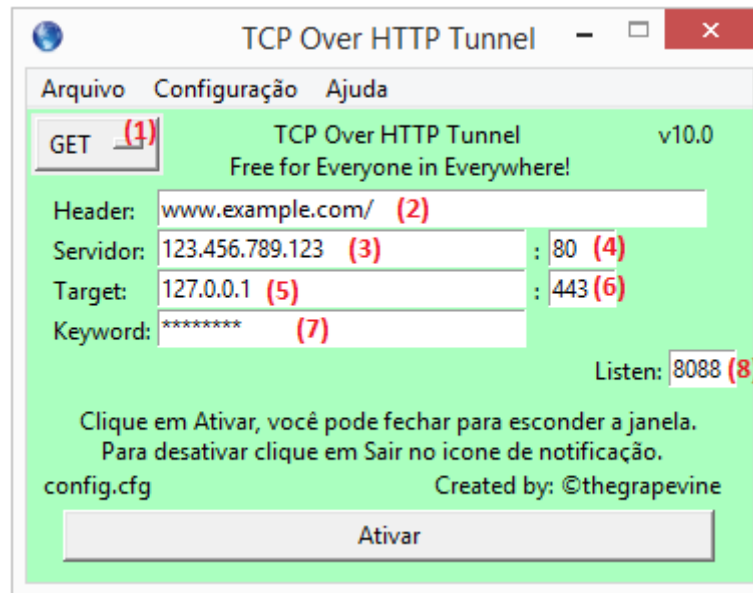 TCP Over HTTP Tunnel
Arquivo Configuração Ajuda
GET (1) TCP Over HTTP Tunnel v10.0
Free for Everyone in Everywhere!
Header: www.example.com/ (2)
Servidor: 123.456.789.123 (3) : 80 (4)
Target: 127.0.0.1 (5) : 443 (6)
Keyword: ******** (7)
Listen: 8088 (8)
Clique em Ativar, você pode fechar para esconder a janela.
Para desativar clique em Sair no icone de notificação.
config.cfg Created by: ©thegrapevine
Ativar